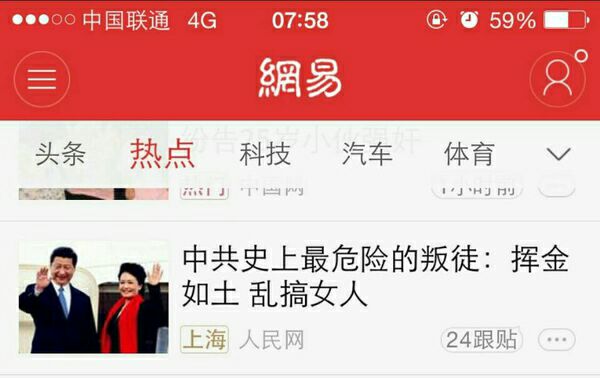 中国联通 4G 07:58 59%
網易
头条 热点 科技 汽车 体育
热门 中国网 1小时前
中共史上最危险的叛徒：挥金
如土 乱搞女人
上海 人民网 24跟贴